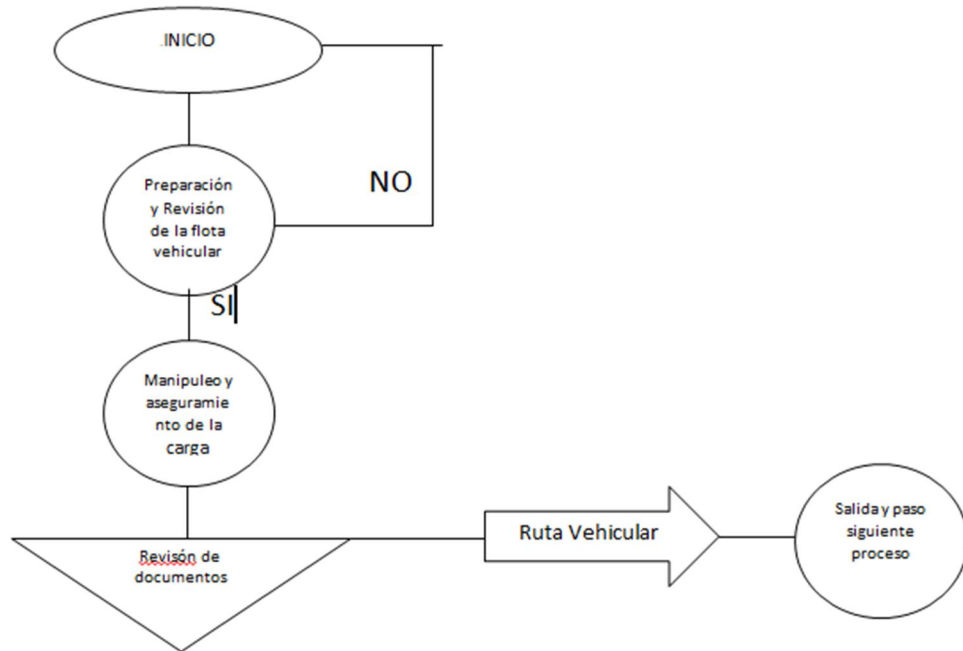 .INICIO
Preparación
y Revisión
de la flota
vehicular
NO
SI
Manipuleo y
aseguramie
nto de la
carga
Revisón de
documentos
Ruta Vehicular
Salida y paso
siguiente
proceso